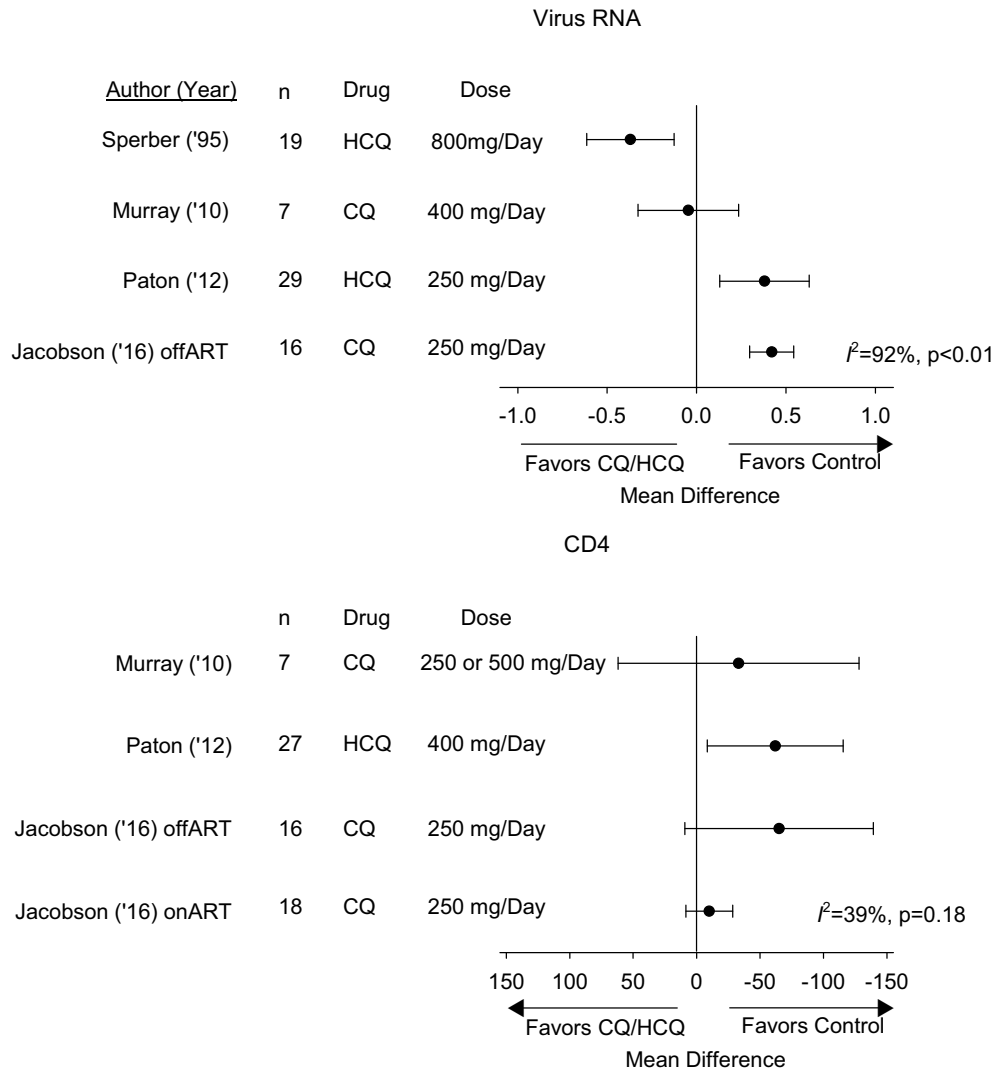 Virus RNA
Author (Year) n Drug Dose
Sperber ('95) 19 HCQ 800mg/Day
Murray ('10) 7 CQ 400 mg/Day
Paton ('12) 29 HCQ 250 mg/Day
Jacobson ('16) offART 16 CQ 250 mg/Day I²=92%, p<0.01
-1.0 -0.5 0.0 0.5 1.0
Favors CQ/HCQ Favors Control
Mean Difference
CD4
n Drug Dose
Murray ('10) 7 CQ 250 or 500 mg/Day
Paton ('12) 27 HCQ 400 mg/Day
Jacobson ('16) offART 16 CQ 250 mg/Day
Jacobson ('16) onART 18 CQ 250 mg/Day I²=39%, p=0.18
150 100 50 0 -50 -100 -150
Favors CQ/HCQ Favors Control
Mean Difference